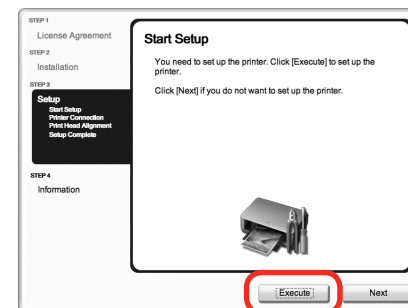 STEP 1
License Agreement
STEP 2
Installation
STEP 3
Setup
Start Setup
Printer Connection
Print Head Alignment
Setup Complete
STEP 4
Information
Start Setup
You need to set up the printer. Click [Execute] to set up the
printer.
Click [Next] if you do not want to set up the printer.
Execute
Next